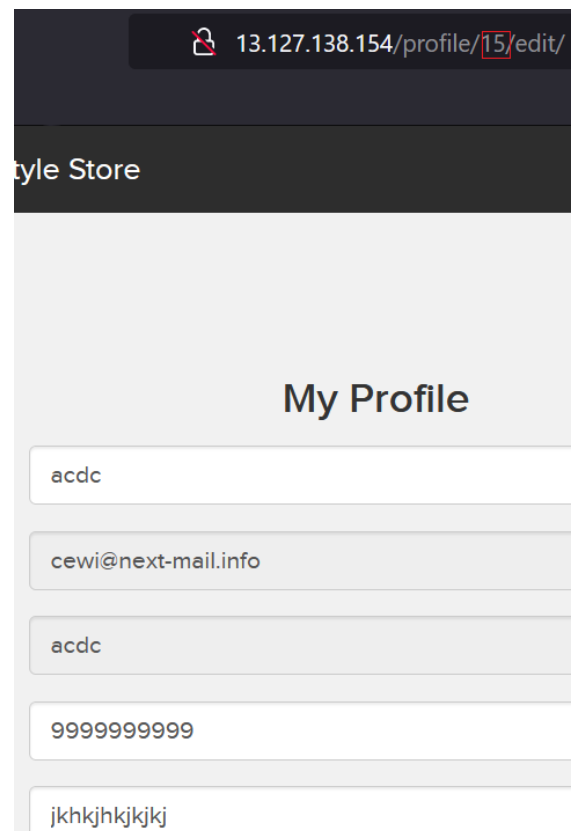 13.127.138.154/profile/15/edit/
tyle Store
My Profile
acdc
cewi@next-mail.info
acdc
9999999999
jkhkjhkjkjkj